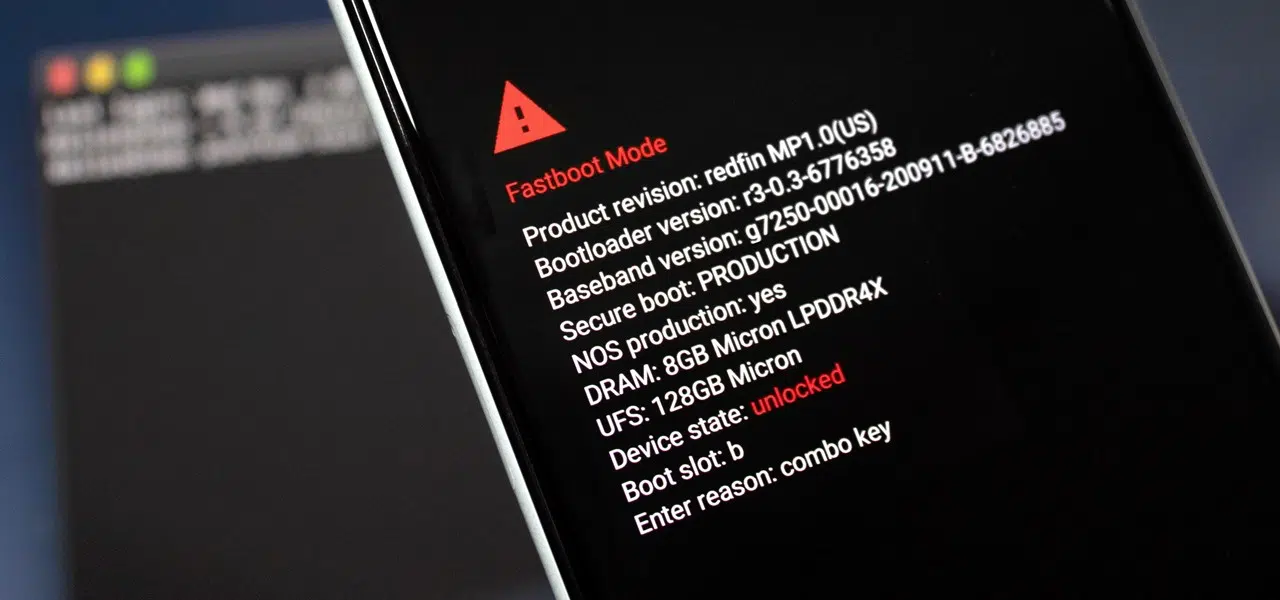 Fastboot Mode
Product revision: redfin MP1.0(US)
Bootloader version: r3-0.3-6776358
Baseband version: g7250-00016-200911-B-6826885
Secure boot: PRODUCTION
NOS production: yes
DRAM: 8GB Micron LPDDR4X
UFS: 128GB Micron
Device state: unlocked
Boot slot: b
Enter reason: combo key